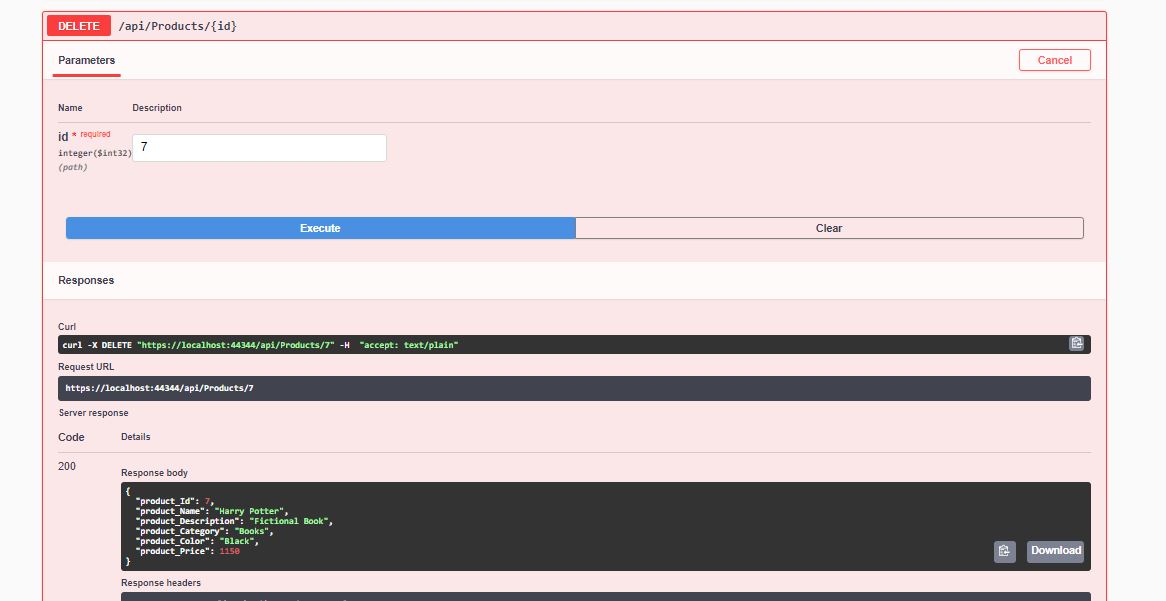 DELETE /api/Products/{id}
Parameters
Cancel
Name Description
id * required
integer($int32)
(path)
7
Execute Clear
Responses
Curl
curl -X DELETE "https://localhost:44344/api/Products/7" -H "accept: text/plain"
Request URL
https://localhost:44344/api/Products/7
Server response
Code Details
200
Response body
{
"product_Id": 7,
"product_Name": "Harry Potter",
"product_Description": "Fictional Book",
"product_Category": "Books",
"product_Color": "Black",
"product_Price": 1150
}
Download
Response headers